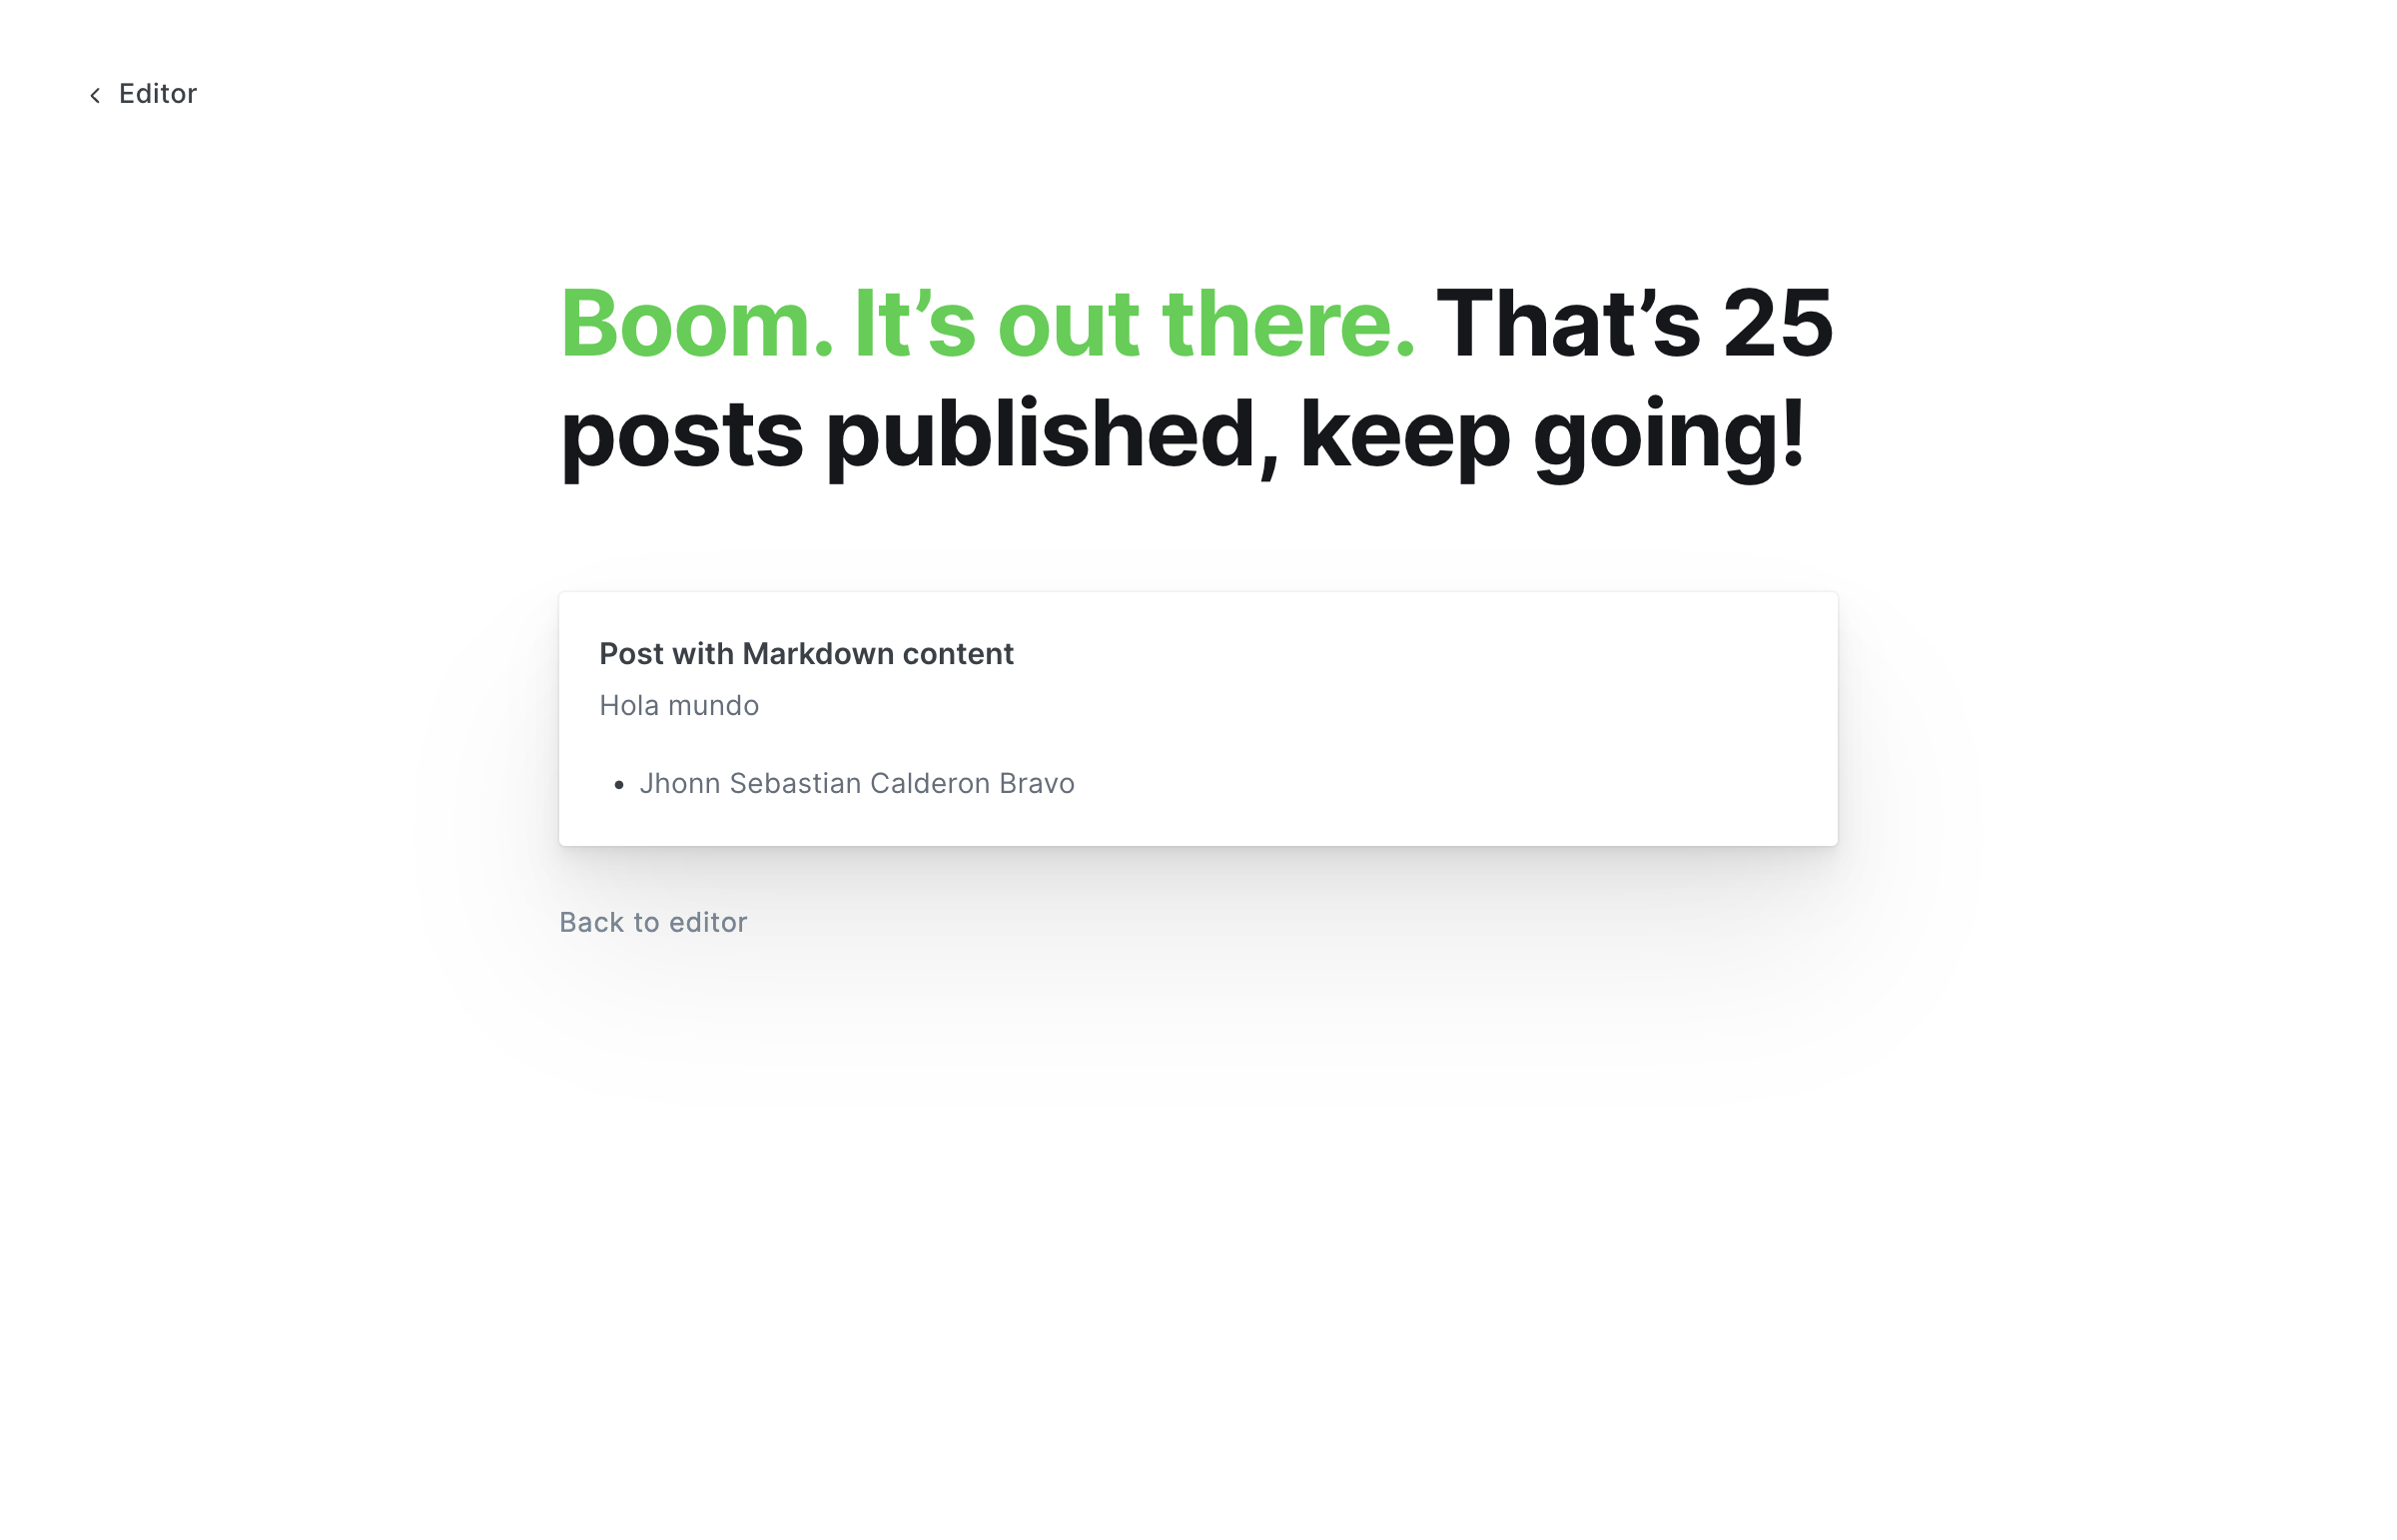 Editor
Boom. It’s out there. That’s 25
posts published, keep going!
Post with Markdown content
Hola mundo
• Jhonn Sebastian Calderon Bravo
Back to editor